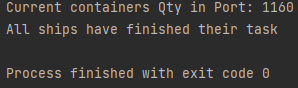 Current containers Qty in Port: 1160
All ships have finished their task
Process finished with exit code 0